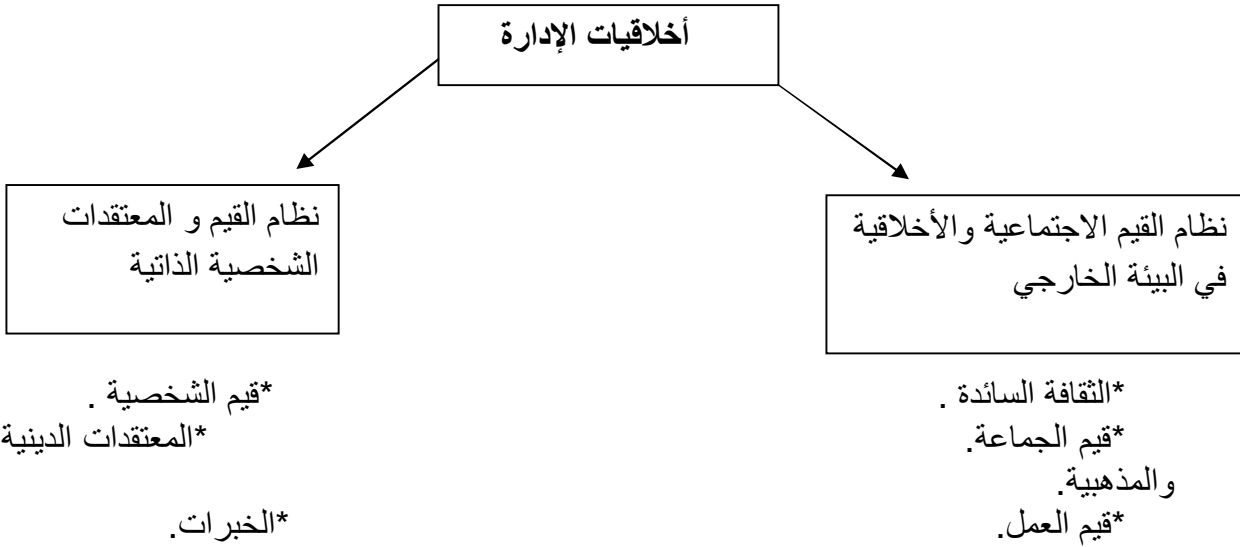 أخلاقيات الإدارة
نظام القيم الاجتماعية والأخلاقية
في البيئة الخارجي
نظام القيم و المعتقدات
الشخصية الذاتية
*الثقافة السائدة . *قيم الشخصية .
*قيم الجماعة. *المعتقدات الدينية
والمذهبية.
*قيم العمل. *الخبرات.